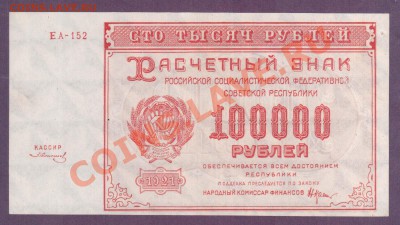 ЕА-152
СТО ТЫСЯЧ РУБЛЕЙ
РАСЧЕТНЫЙ ЗНАК
РОССИЙСКОЙ СОЦИАЛИСТИЧЕСКОЙ ФЕДЕРАТИВНОЙ
СОВЕТСКОЙ РЕСПУБЛИКИ
100000
РУБЛЕЙ
КАССИР
ОБЕСПЕЧИВАЕТСЯ ВСЕМ ДОСТОЯНИЕМ
РЕСПУБЛИКИ
1921
ПОДДЕЛКА ПРЕСЛЕДУЕТСЯ ПО ЗАКОНУ
НАРОДНЫЙ КОМИССАР ФИНАНСОВ